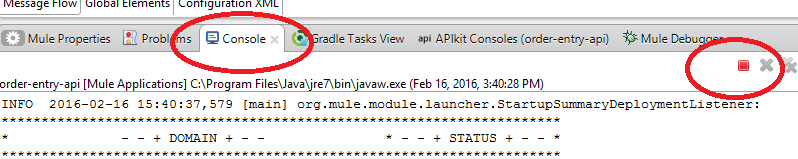 Message Flow Global Elements Configuration XML
Mule Properties Problems Console Gradle Tasks View api APIkit Consoles (order-entry-api) Mule Debugger
order-entry-api [Mule Applications] C:\Program Files\Java\jre7\bin\javaw.exe (Feb 16, 2016, 3:40:28 PM)
INFO 2016-02-16 15:40:37,579 [main] org.mule.module.launcher.StartupSummaryDeploymentListener:
**********************************************************************
* - - + DOMAIN + - - * - - + STATUS + - - *
**********************************************************************